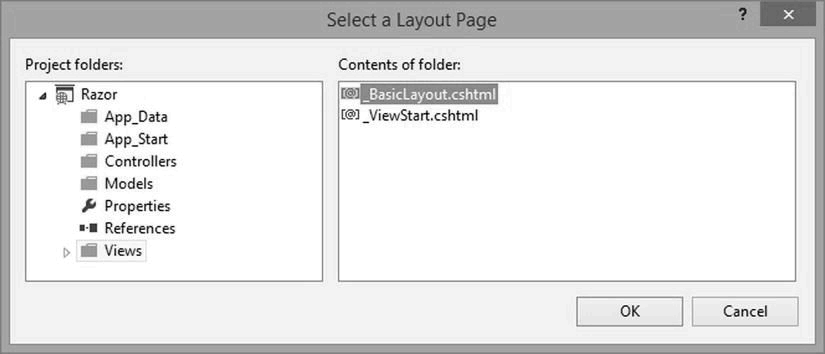 Select a Layout Page
? ×
Project folders:
Razor
App_Data
App_Start
Controllers
Models
Properties
References
Views
Contents of folder:
[@] _BasicLayout.cshtml
[@] _ViewStart.cshtml
OK
Cancel